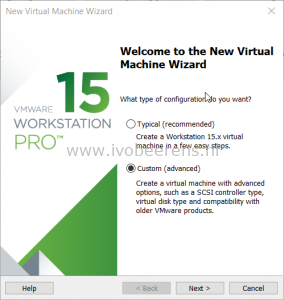 New Virtual Machine Wizard
Welcome to the New Virtual
Machine Wizard
15
VMWARE
WORKSTATION
PRO™
What type of configuration do you want?
Typical (recommended)
Create a Workstation 15.x virtual
machine in a few easy steps.
www.ivobeerens.nl
Custom (advanced)
Create a virtual machine with advanced
options, such as a SCSI controller type,
virtual disk type and compatibility with
older VMware products.
Help
< Back
Next >
Cancel